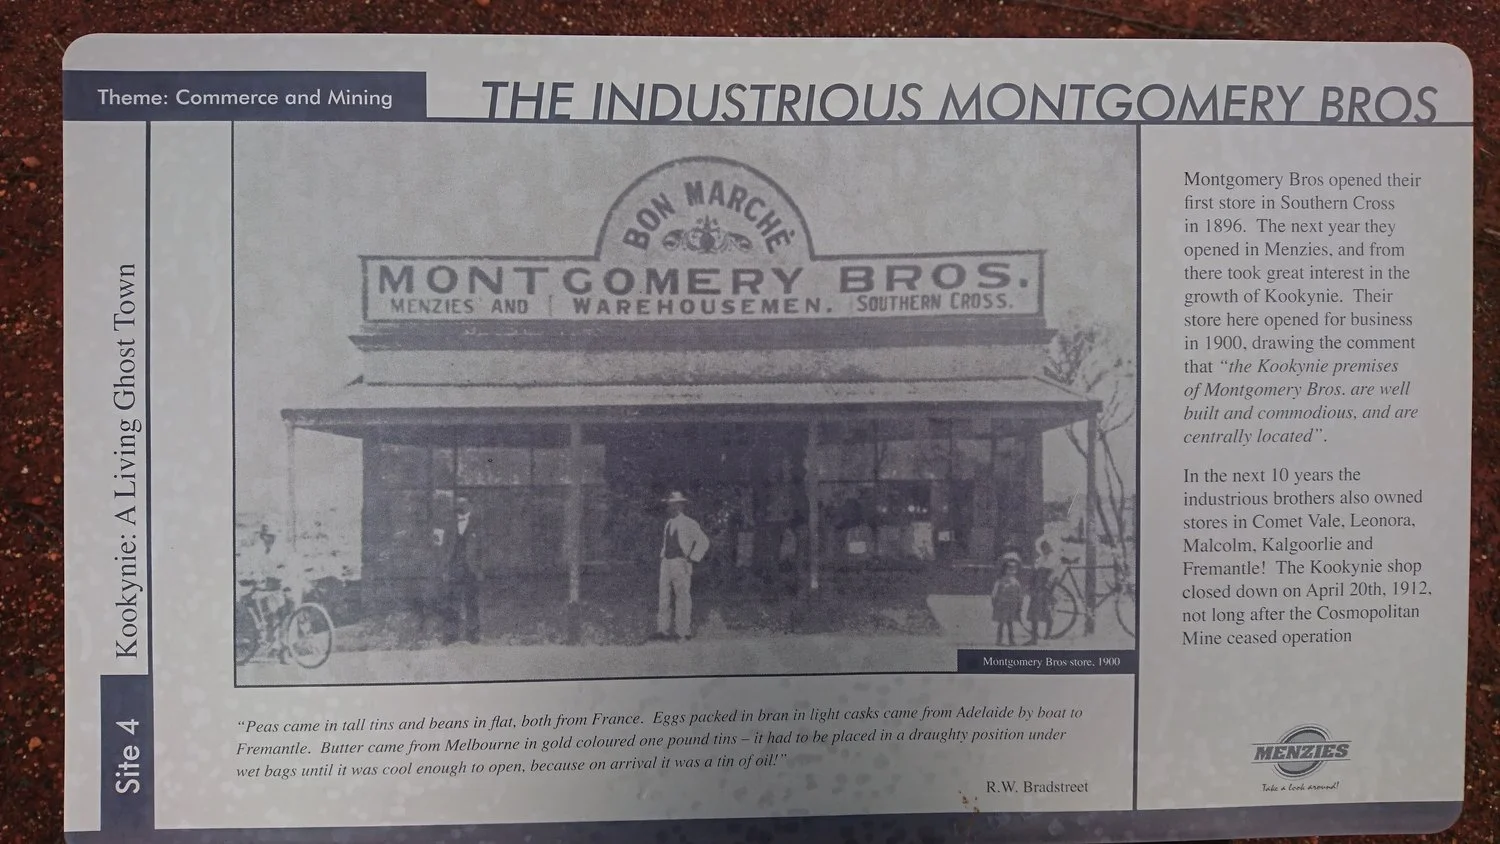 Theme: Commerce and Mining
THE INDUSTRIOUS MONTGOMERY BROS
Kookynie: A Living Ghost Town
Site 4
BON MARCHÈ
MONTGOMERY BROS.
MENZIES AND WAREHOUSEMEN. SOUTHERN CROSS.
Montgomery Bros store, 1900
Montgomery Bros opened their
first store in Southern Cross
in 1896. The next year they
opened in Menzies, and from
there took great interest in the
growth of Kookynie. Their
store here opened for business
in 1900, drawing the comment
that “the Kookynie premises
of Montgomery Bros. are well
built and commodious, and are
centrally located”.
In the next 10 years the
industrious brothers also owned
stores in Comet Vale, Leonora,
Malcolm, Kalgoorlie and
Fremantle! The Kookynie shop
closed down on April 20th, 1912,
not long after the Cosmopolitan
Mine ceased operation
“Peas came in tall tins and beans in flat, both from France. Eggs packed in bran in light casks came from Adelaide by boat to
Fremantle. Butter came from Melbourne in gold coloured one pound tins – it had to be placed in a draughty position under
wet bags until it was cool enough to open, because on arrival it was a tin of oil!”
R.W. Bradstreet
MENZIES
Take a look around!